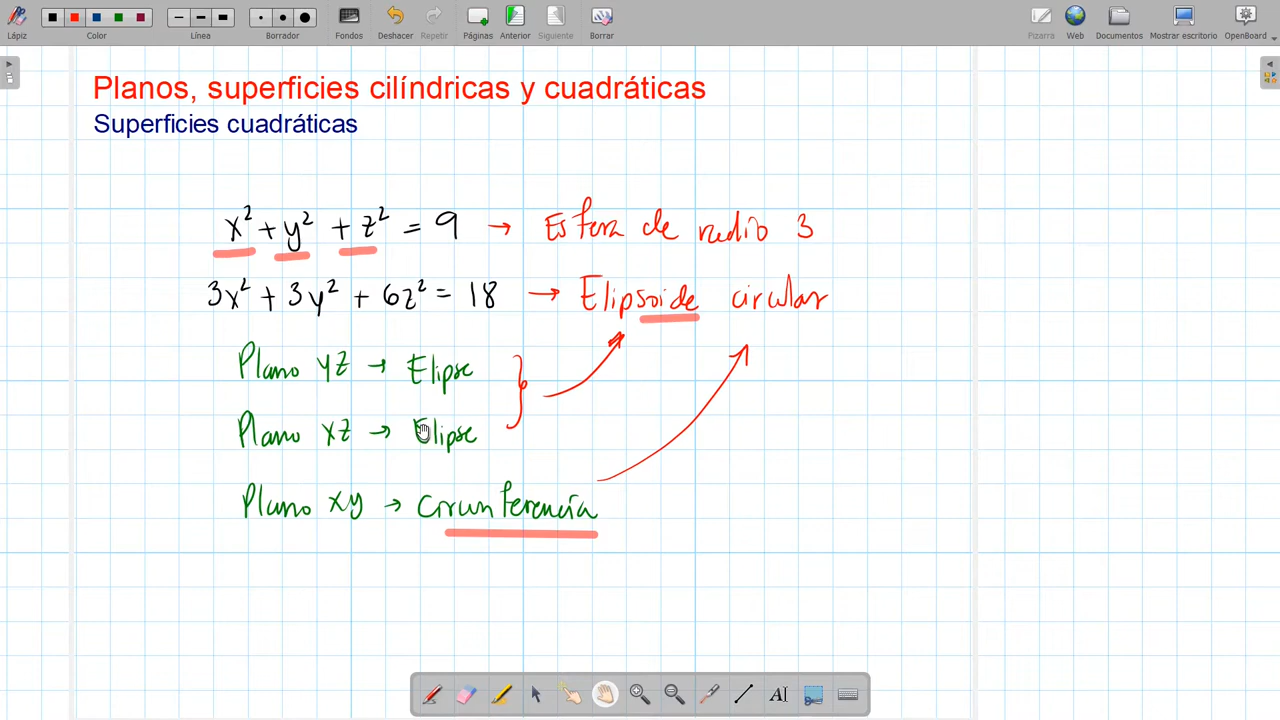 Lápiz Color Línea Borrador Fondos Deshacer Repetir Páginas Anterior Siguiente Borrar Pizarra Web Documentos Mostrar escritorio OpenBoard
Planos, superficies cilíndricas y cuadráticas
Superficies cuadráticas
x² + y² + z² = 9 → Esfera de radio 3
3x² + 3y² + 6z² = 18 → Elipsoide circular
Plano yz → Elipse
Plano xz → Elipse
Plano xy → circunferencia